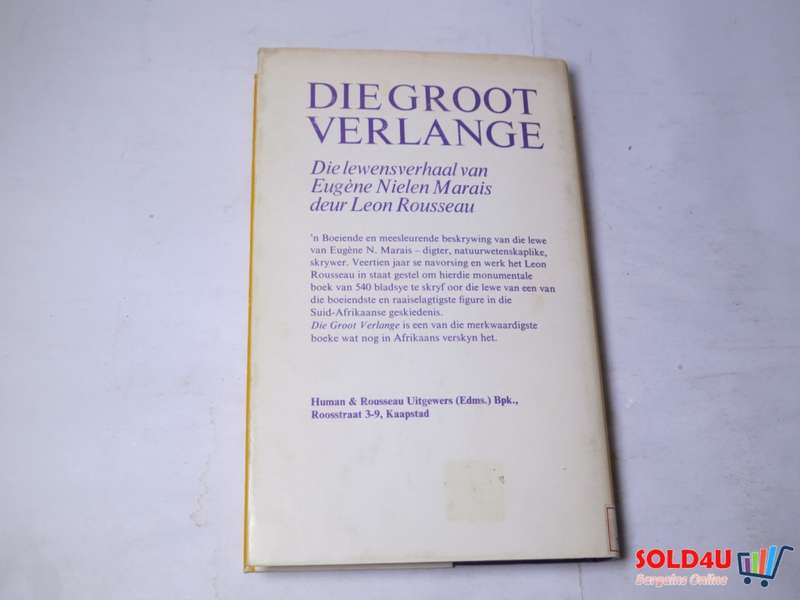 DIE GROOT
VERLANGE
Die lewensverhaal van
Eugène Nielen Marais
deur Leon Rousseau
'n Boeiende en meesleurende beskrywing van die lewe
van Eugène N. Marais – digter, natuurwetenskaplike,
skrywer. Veertien jaar se navorsing en werk het Leon
Rousseau in staat gestel om hierdie monumentale
boek van 540 bladsye te skryf oor die lewe van een van
die boeiendste en raaiselagtigste figure in die
Suid-Afrikaanse geskiedenis.
Die Groot Verlange is een van die merkwaardigste
boeke wat nog in Afrikaans verskyn het.
Human & Rousseau Uitgewers (Edms.) Bpk.,
Roosstraat 3-9, Kaapstad
SOLD4U
Bargains Online